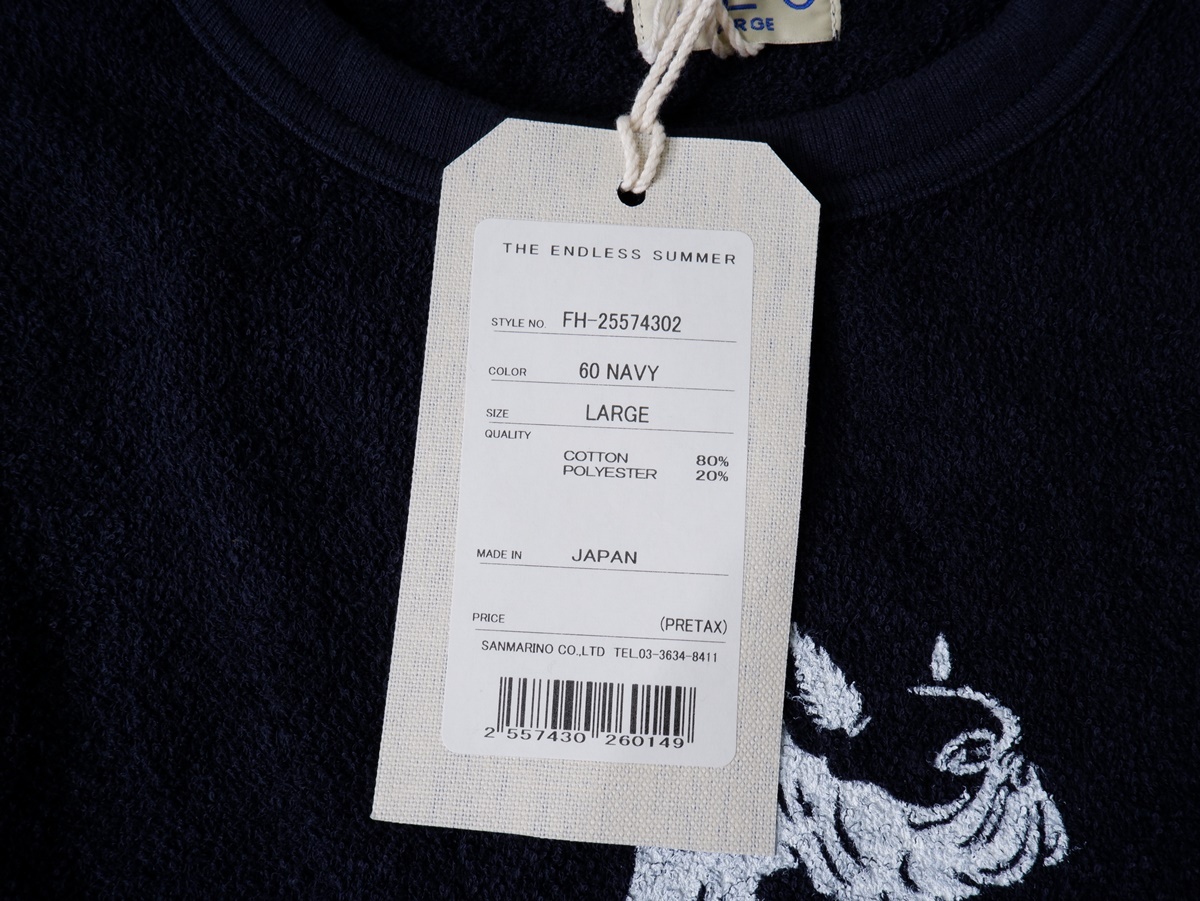 RGE
THE ENDLESS SUMMER
STYLE NO. FH-25574302
COLOR 60 NAVY
SIZE LARGE
QUALITY
COTTON 80%
POLYESTER 20%
MADE IN JAPAN
PRICE (PRETAX)
SANMARINO CO.,LTD TEL.03-3634-8411
2 557430 260149